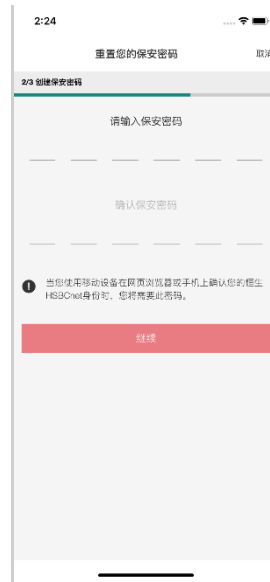 2:24
重置您的保安密码
取消
2/3 创建保安密码
请输入保安密码
确认保安密码
当您使用移动设备在网页浏览器或手机上确认您的恒生
HSBCnet身份时，您将需要此密码。
继续